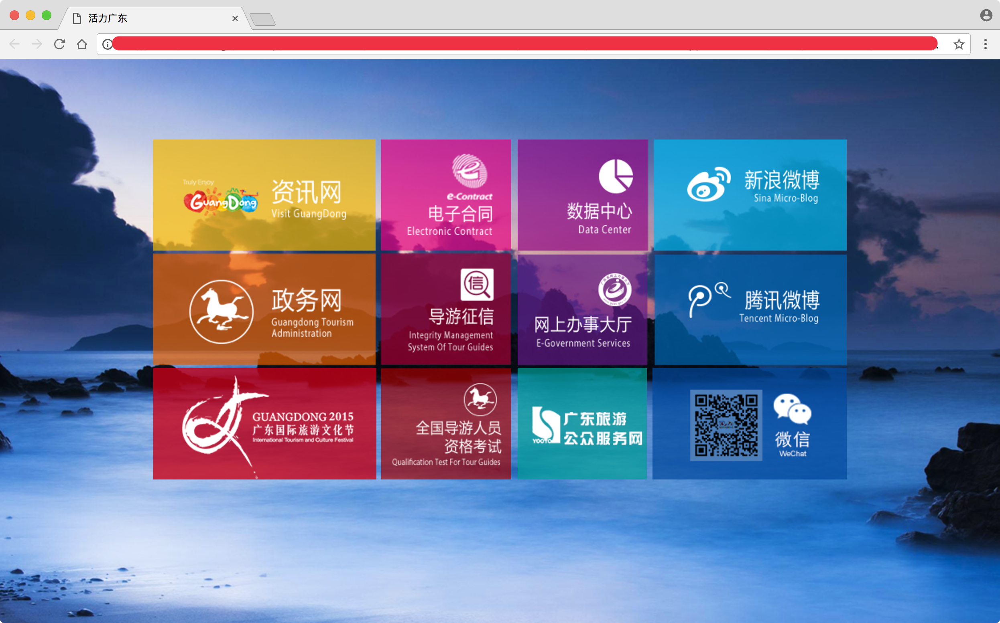 活力广东
Truly Enjoy
GuangDong
资讯网
Visit GuangDong
e-Contract
电子合同
Electronic Contract
数据中心
Data Center
新浪微博
Sina Micro-Blog
政务网
Guangdong Tourism
Administration
信
导游征信
Integrity Management
System Of Tour Guides
网上办事大厅
E-Government Services
腾讯微博
Tencent Micro-Blog
GUANGDONG 2015
广东国际旅游文化节
International Tourism and Culture Festival
全国导游人员
资格考试
Qualification Test For Tour Guides
YOOYO
广东旅游
公众服务网
微信
WeChat